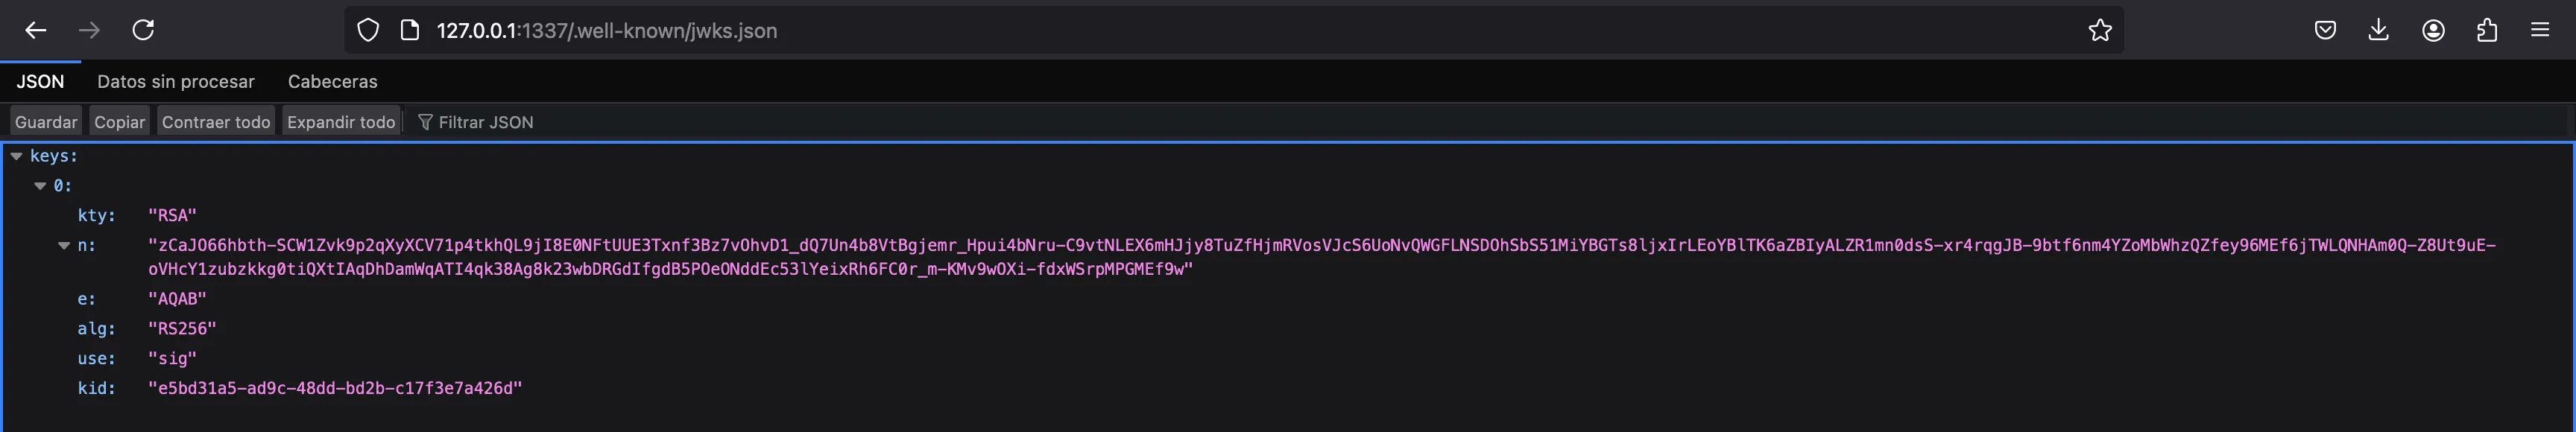 127.0.0.1:1337/.well-known/jwks.json
JSON Datos sin procesar Cabeceras
Guardar Copiar Contraer todo Expandir todo Filtrar JSON
keys:
0:
kty: "RSA"
n: "zCaJO66hbth-SCW1Zvk9p2qXyXCV71p4tkhQL9jI8E0NFtUUE3Txnf3Bz7vOhvD1_dQ7Un4b8VtBgjemr_Hpui4bNru-C9vtNLEX6mHJjy8TuZfHjmRVosVJcS6UoNvQWGFLNSDOhSbS51MiYBGTs8ljxIrLEoYBlTK6aZBIyALZR1mn0dsS-xr4rqgJB-9btf6nm4YZoMbWhzQZfey96MEf6jTWLQNHAm0Q-Z8Ut9uE-
oVHcY1zubzkkg0tiQXtIAqDhDamWqATI4qk38Ag8k23wbDRGdIfgdB5POeONddEc53lYeixRh6FC0r_m-KMv9wOXi-fdxWSrpMPGMEf9w"
e: "AQAB"
alg: "RS256"
use: "sig"
kid: "e5bd31a5-ad9c-48dd-bd2b-c17f3e7a426d"